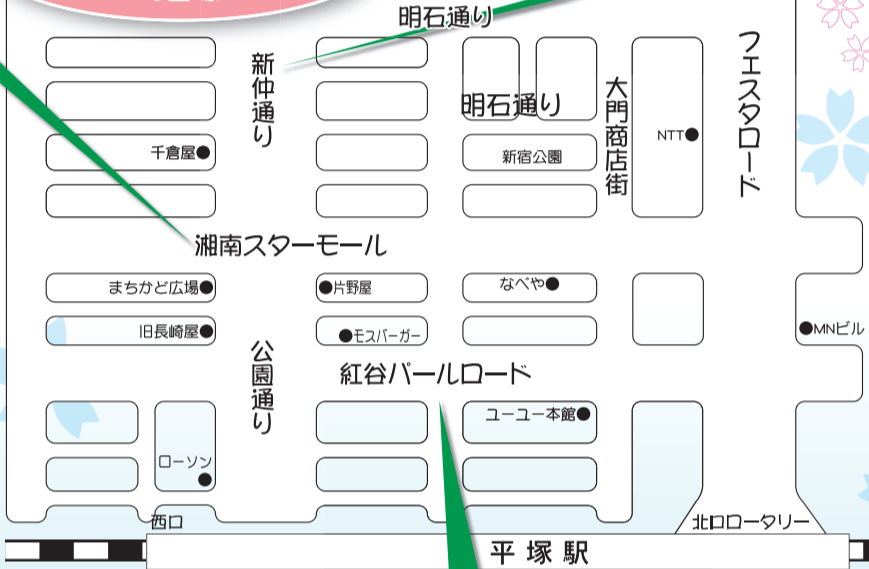 明石通り
新仲通り
明石通り
大門商店街
フェスタロード
NTT
千倉屋
新宿公園
湘南スターモール
まちかど広場
片野屋
なべや
旧長崎屋
モスバーガー
MNビル
公園通り
紅谷パールロード
ユーユー本館
ローソン
西口
北口ロータリー
平塚駅